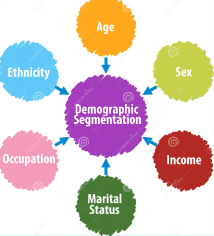 Age
Ethnicity
Sex
Demographic
Segmentation
Occupation
Income
Marital
Status